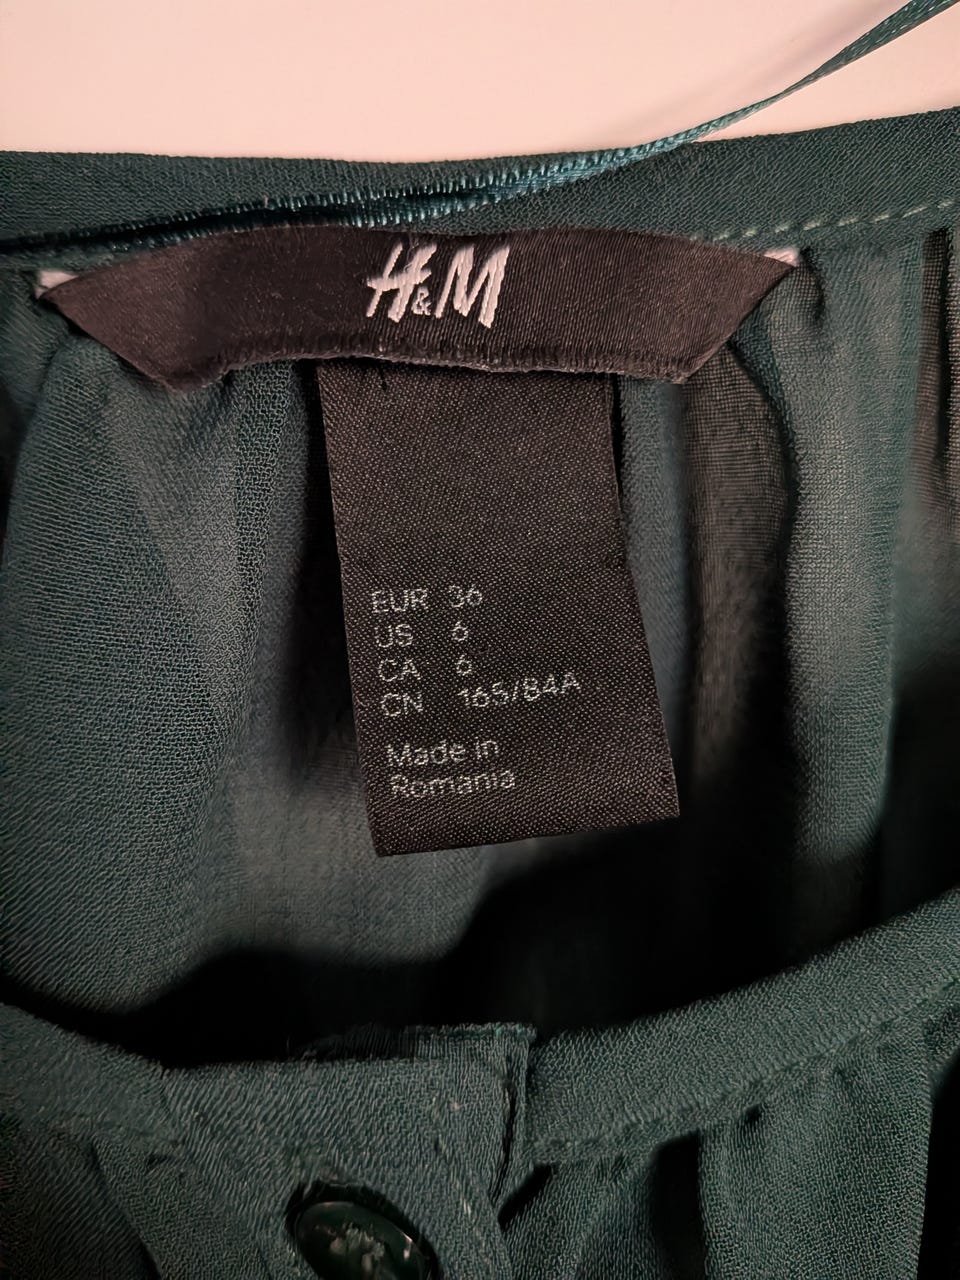 H&M
EUR 36
US 6
CA 6
CN 165/84A
Made in
Romania